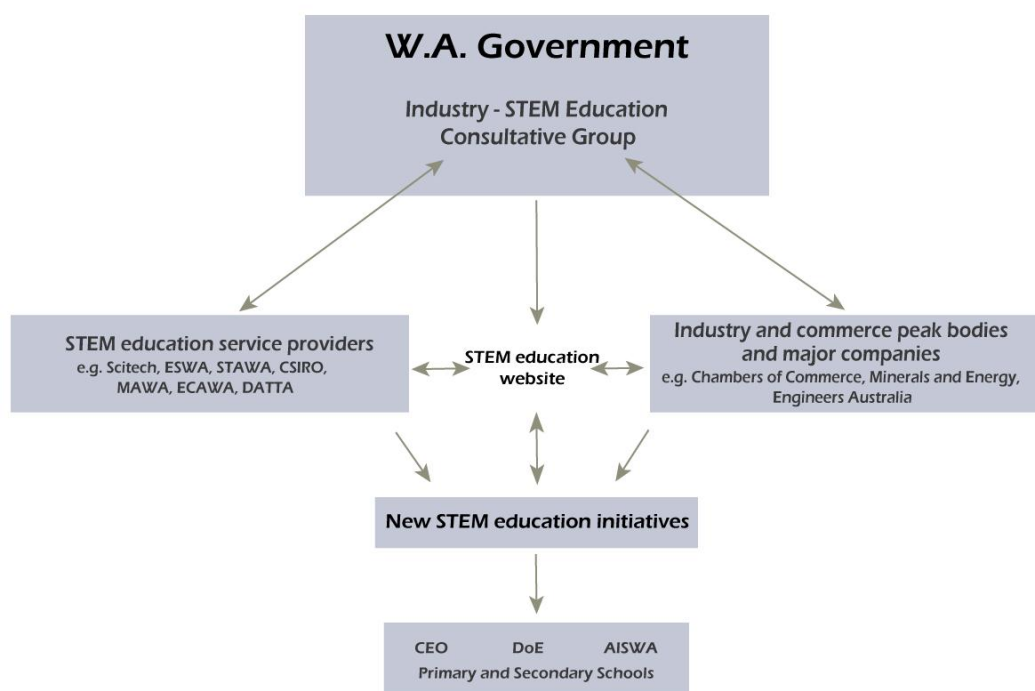 W.A. Government
Industry - STEM Education
Consultative Group
STEM education service providers
e.g. Scitech, ESWA, STAWA, CSIRO,
MAWA, ECAWA, DATTA
STEM education
website
Industry and commerce peak bodies
and major companies
e.g. Chambers of Commerce, Minerals and Energy,
Engineers Australia
New STEM education initiatives
CEO DoE AISWA
Primary and Secondary Schools